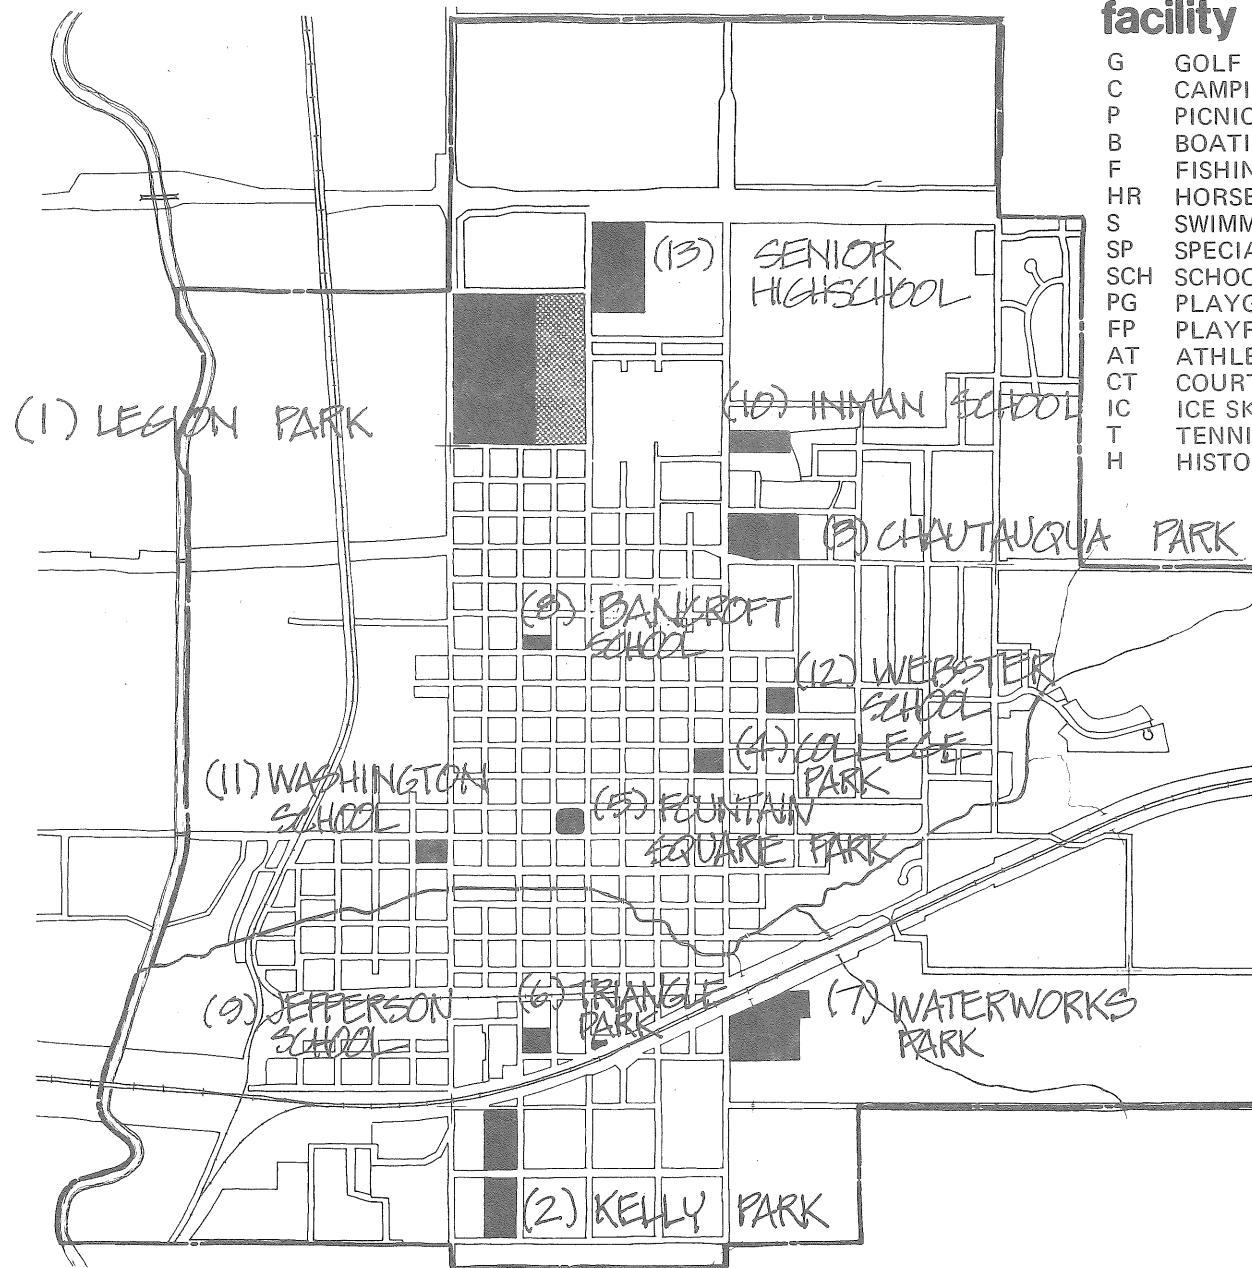 facility
G GOLF
C CAMPI
P PICNIC
B BOATI
F FISHIN
HR HORSE
S SWIMM
SP SPECIA
SCH SCHOO
PG PLAYG
FP PLAYF
AT ATHLE
CT COURT
IC ICE SK
T TENNI
H HISTO
(13) SENIOR
HIGHSCHOOL
(10) INMAN SCHOOL
(1) LEGION PARK
(3) CHAUTAUQUA PARK
(8) BANCROFT
SCHOOL
(12) WEBSTER
SCHOOL
(4) COLLEGE
PARK
(11) WASHINGTON
SCHOOL
(5) FOUNTAIN
SQUARE PARK
(9) JEFFERSON
SCHOOL
(6) TRIANGLE
PARK
(7) WATERWORKS
PARK
(2) KELLY PARK